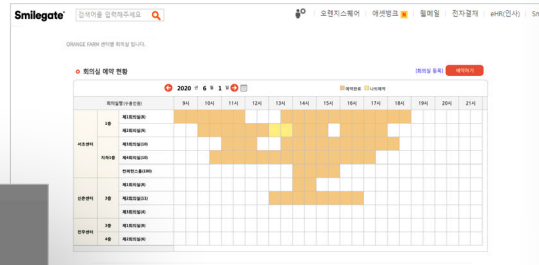 Smilegate 검색어를 입력하세요 오렌지스퀘어 애셋뱅크 웹메일 전자결재 eHR(인사) Sm
ORANGE FARM 센터별 회의실 입니다.
회의실 예약 현황 [회의실 등록] 예약하기
2020 년 6 월 1 일 예약완료 나의예약
회의실명(수용인원) 9시 10시 11시 12시 13시 14시 15시 16시 17시 18시 19시 20시 21시
서초센터 1층 제1회의실(8)
제2회의실(9)
지하1층 제3회의실(10)
제4회의실(10)
컨퍼런스홀(100)
신촌센터 3층 제1회의실(8)
제2회의실(12)
제3회의실(4)
전주센터 3층 제1회의실(6)
4층 제2회의실(6)